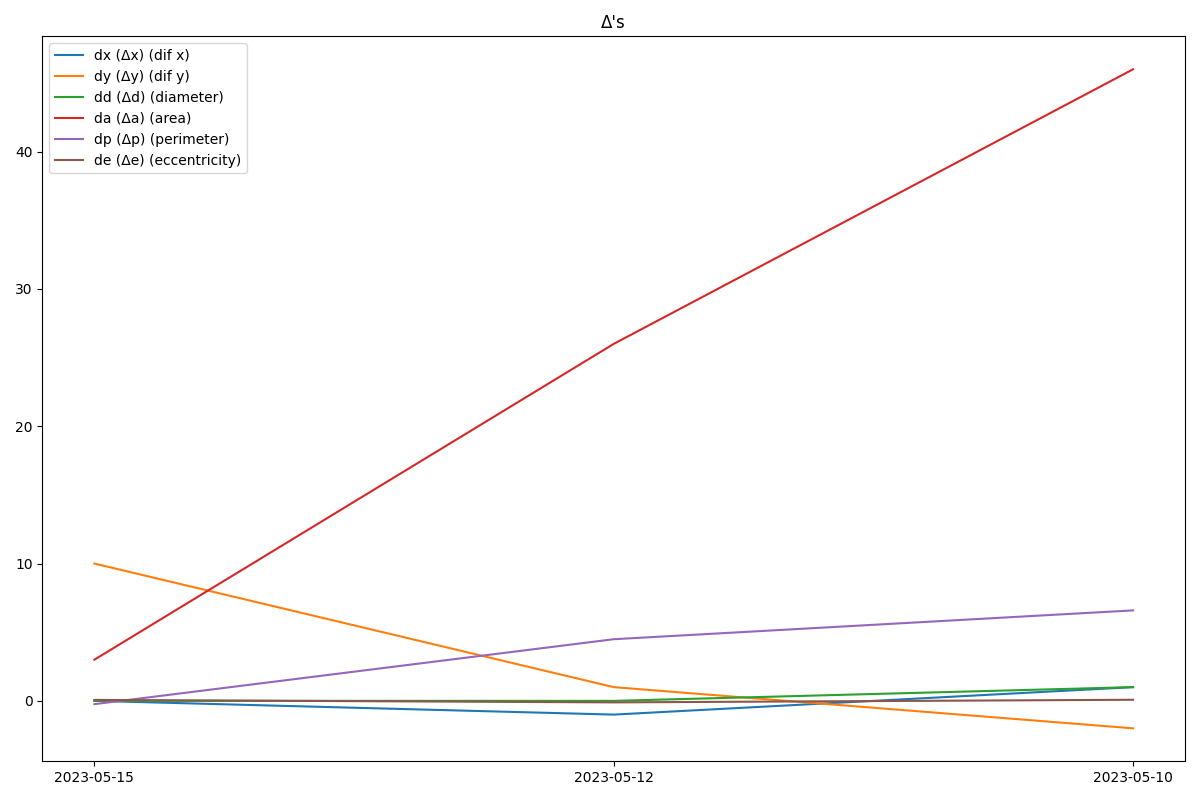 Δ's
dx (Δx) (dif x)
dy (Δy) (dif y)
dd (Δd) (diameter)
da (Δa) (area)
dp (Δp) (perimeter)
de (Δe) (eccentricity)
40
30
20
10
0
2023-05-15
2023-05-12
2023-05-10